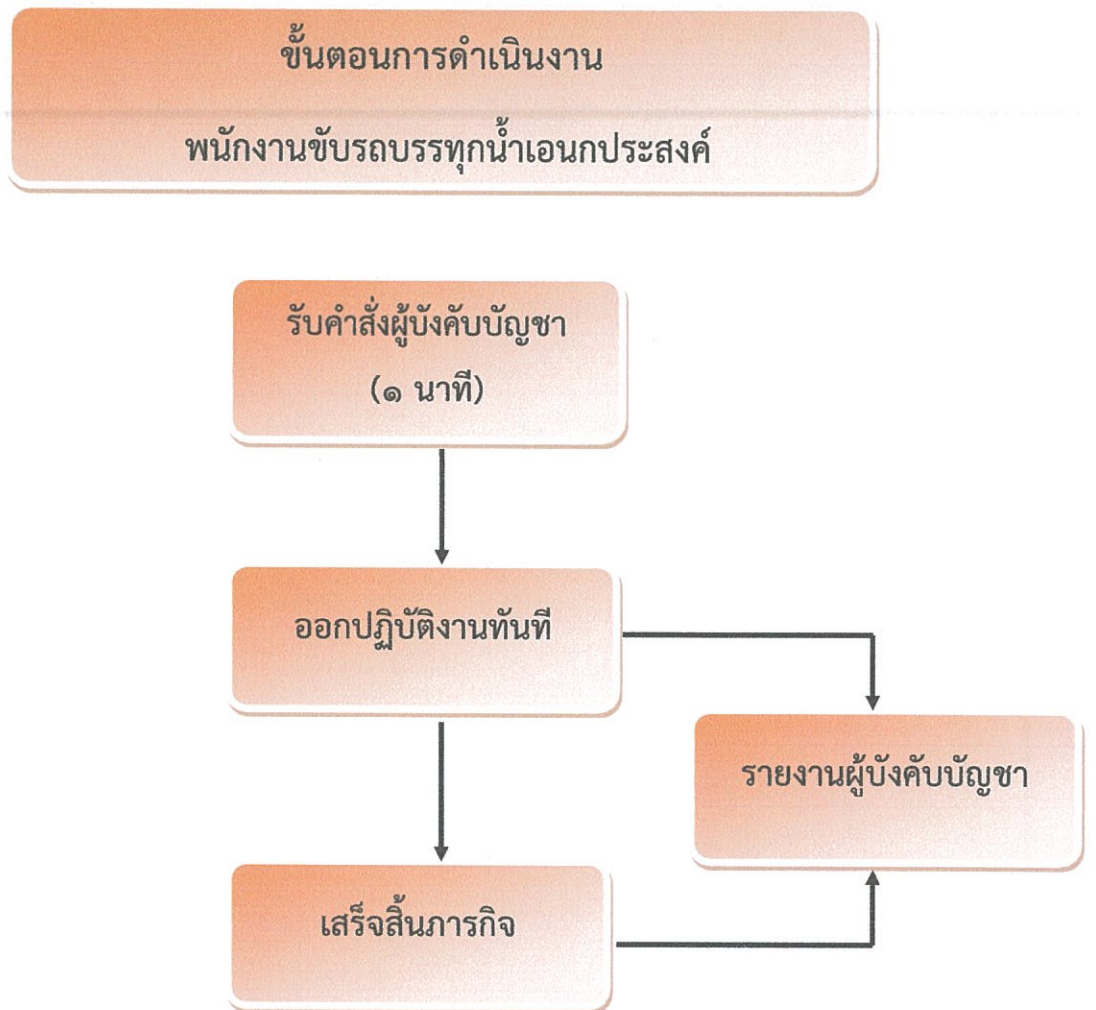 ขั้นตอนการดำเนินงาน
พนักงานขับรถบรรทุกน้ำเอนกประสงค์
รับคำสั่งผู้บังคับบัญชา
(๑ นาที)
ออกปฏิบัติงานทันที
รายงานผู้บังคับบัญชา
เสร็จสิ้นภารกิจ